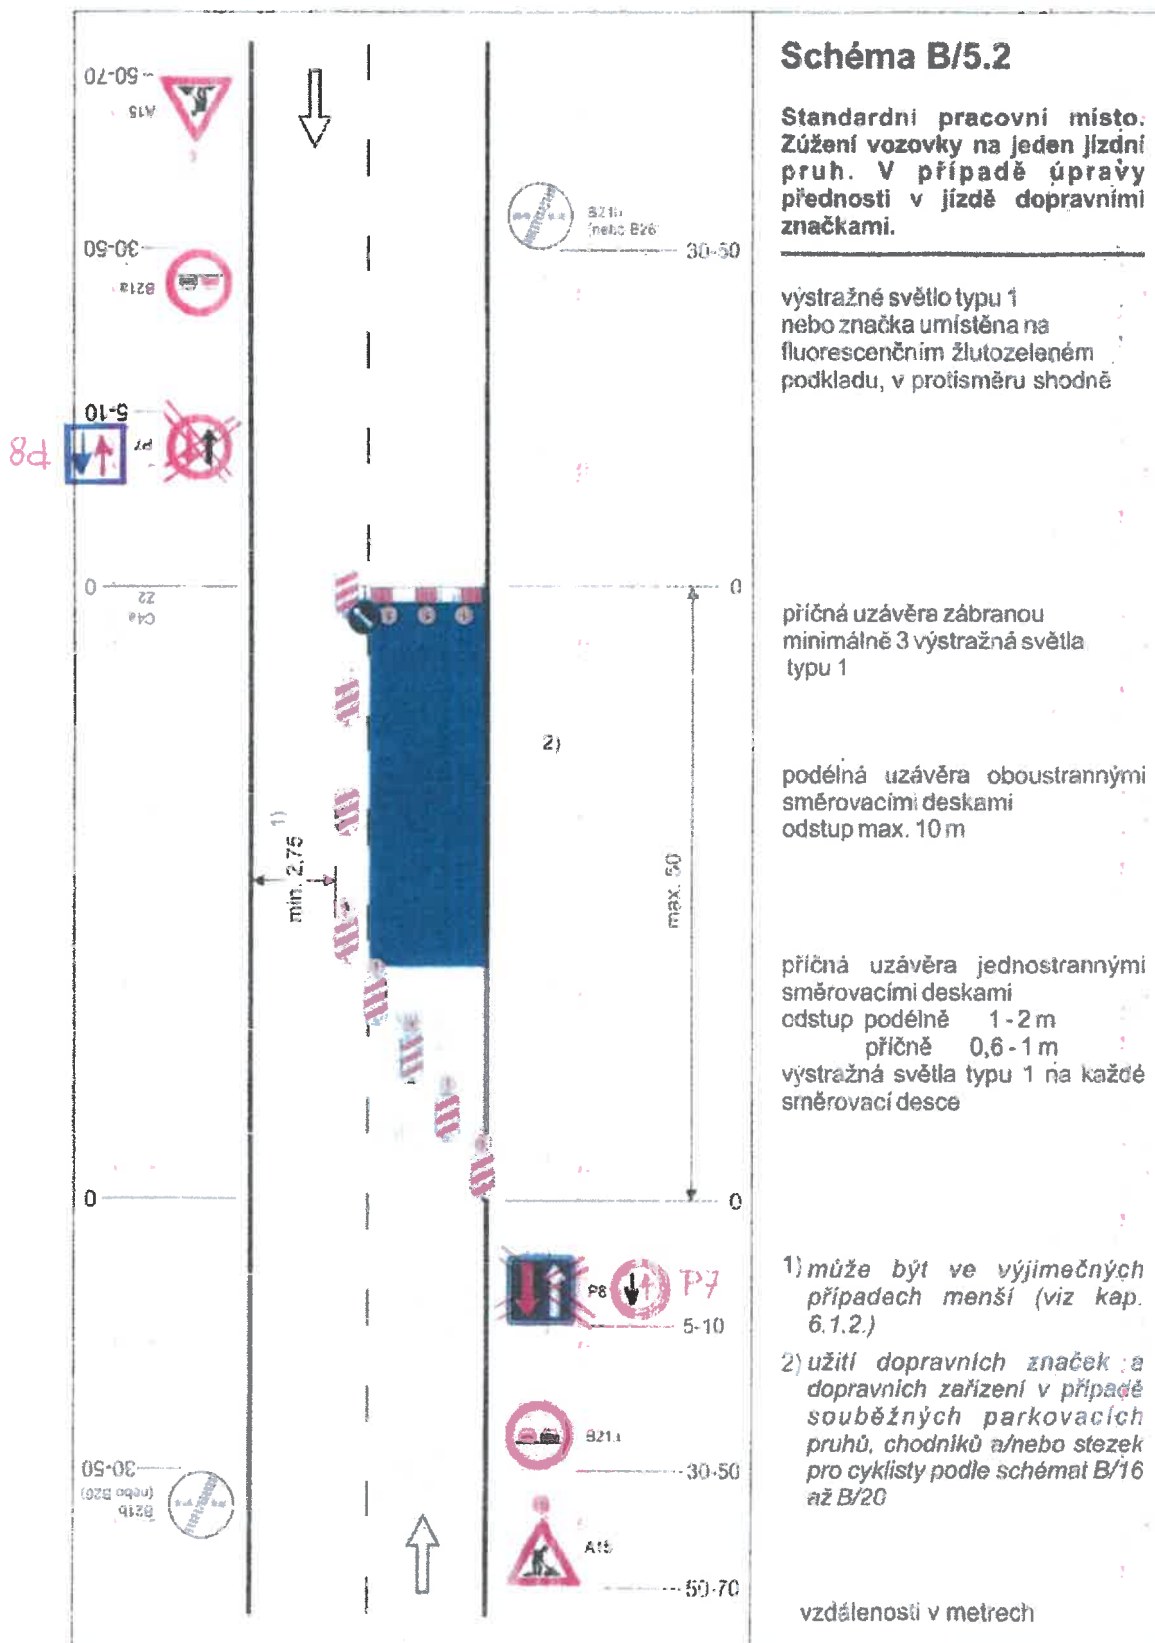 Schéma B/5.2
Standardní pracovní místo.
Zúžení vozovky na jeden jízdní
pruh. V případě úpravy
přednosti v jízdě dopravními
značkami.
výstražné světlo typu 1
nebo značka umístěna na
fluorescenčním žlutozeleném
podkladu, v protisměru shodně
příčná uzávěra zábranou
minimálně 3 výstražná světla
typu 1
podélná uzávěra oboustrannými
směrovacími deskami
odstup max. 10 m
příčná uzávěra jednostrannými
směrovacími deskami
odstup podélně 1 - 2 m
příčně 0,6 - 1 m
výstražná světla typu 1 na každé
směrovací desce
1) může být ve výjimečných
případech menší (viz kap.
6.1.2.)
2) užití dopravních značek a
dopravních zařízení v případě
souběžných parkovacích
pruhů, chodníků a/nebo stezek
pro cyklisty podle schémat B/16
až B/20
vzdálenosti v metrech
50-70
A15
30-50
B21a
5-10
P7
P8
0
Z2
C4a
B21b
(nebo B26)
30-50
0
2)
min. 2,75 1)
max. 50
0
0
P8
P7
5-10
B21a
30-50
A15
50-70
30-50
(nebo B26)
B21b